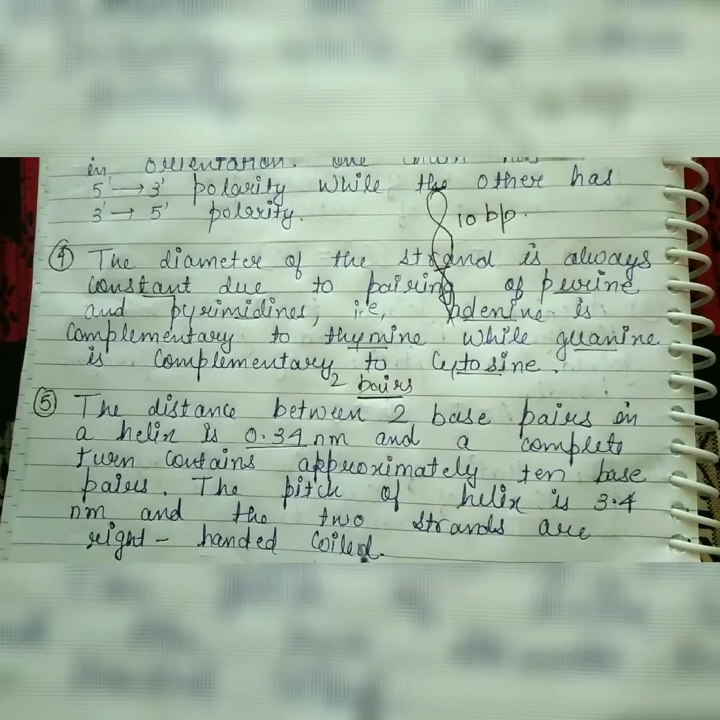 in orientation. one
5' → 3' polarity while the other has
3' → 5' polarity.
10 bp.
④ The diameter of the strand is always
constant due to pairing of purine
and pyrimidines, i.e, Adenine is
complementary to thymine while guanine
is complementary to cytosine.
2 pairs
⑤ The distance between 2 base pairs in
a helix is 0.34 nm and a complete
turn contains approximately ten base
pairs. The pitch of helix is 3.4
nm and the two strands are
right-handed coiled.